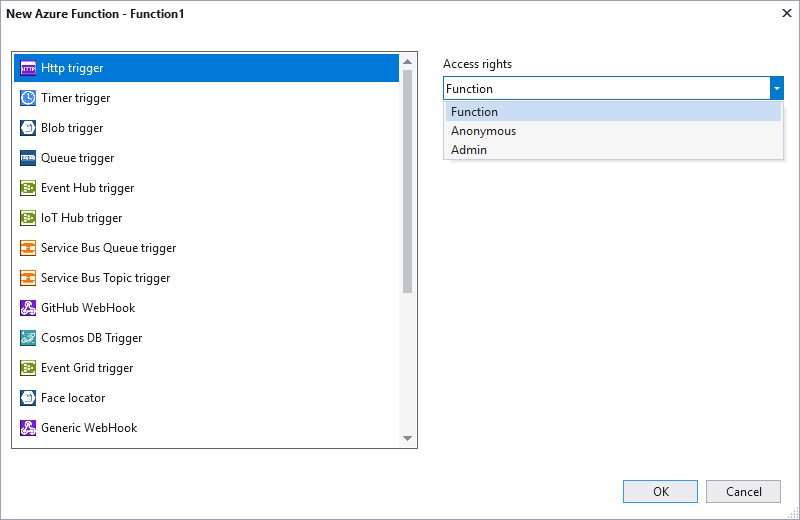 New Azure Function - Function1
HTTP Http trigger
Timer trigger
Blob trigger
Queue trigger
Event Hub trigger
IoT Hub trigger
Service Bus Queue trigger
Service Bus Topic trigger
GitHub WebHook
Cosmos DB Trigger
Event Grid trigger
Face locator
Generic WebHook
Access rights
Function
Function
Anonymous
Admin
OK
Cancel